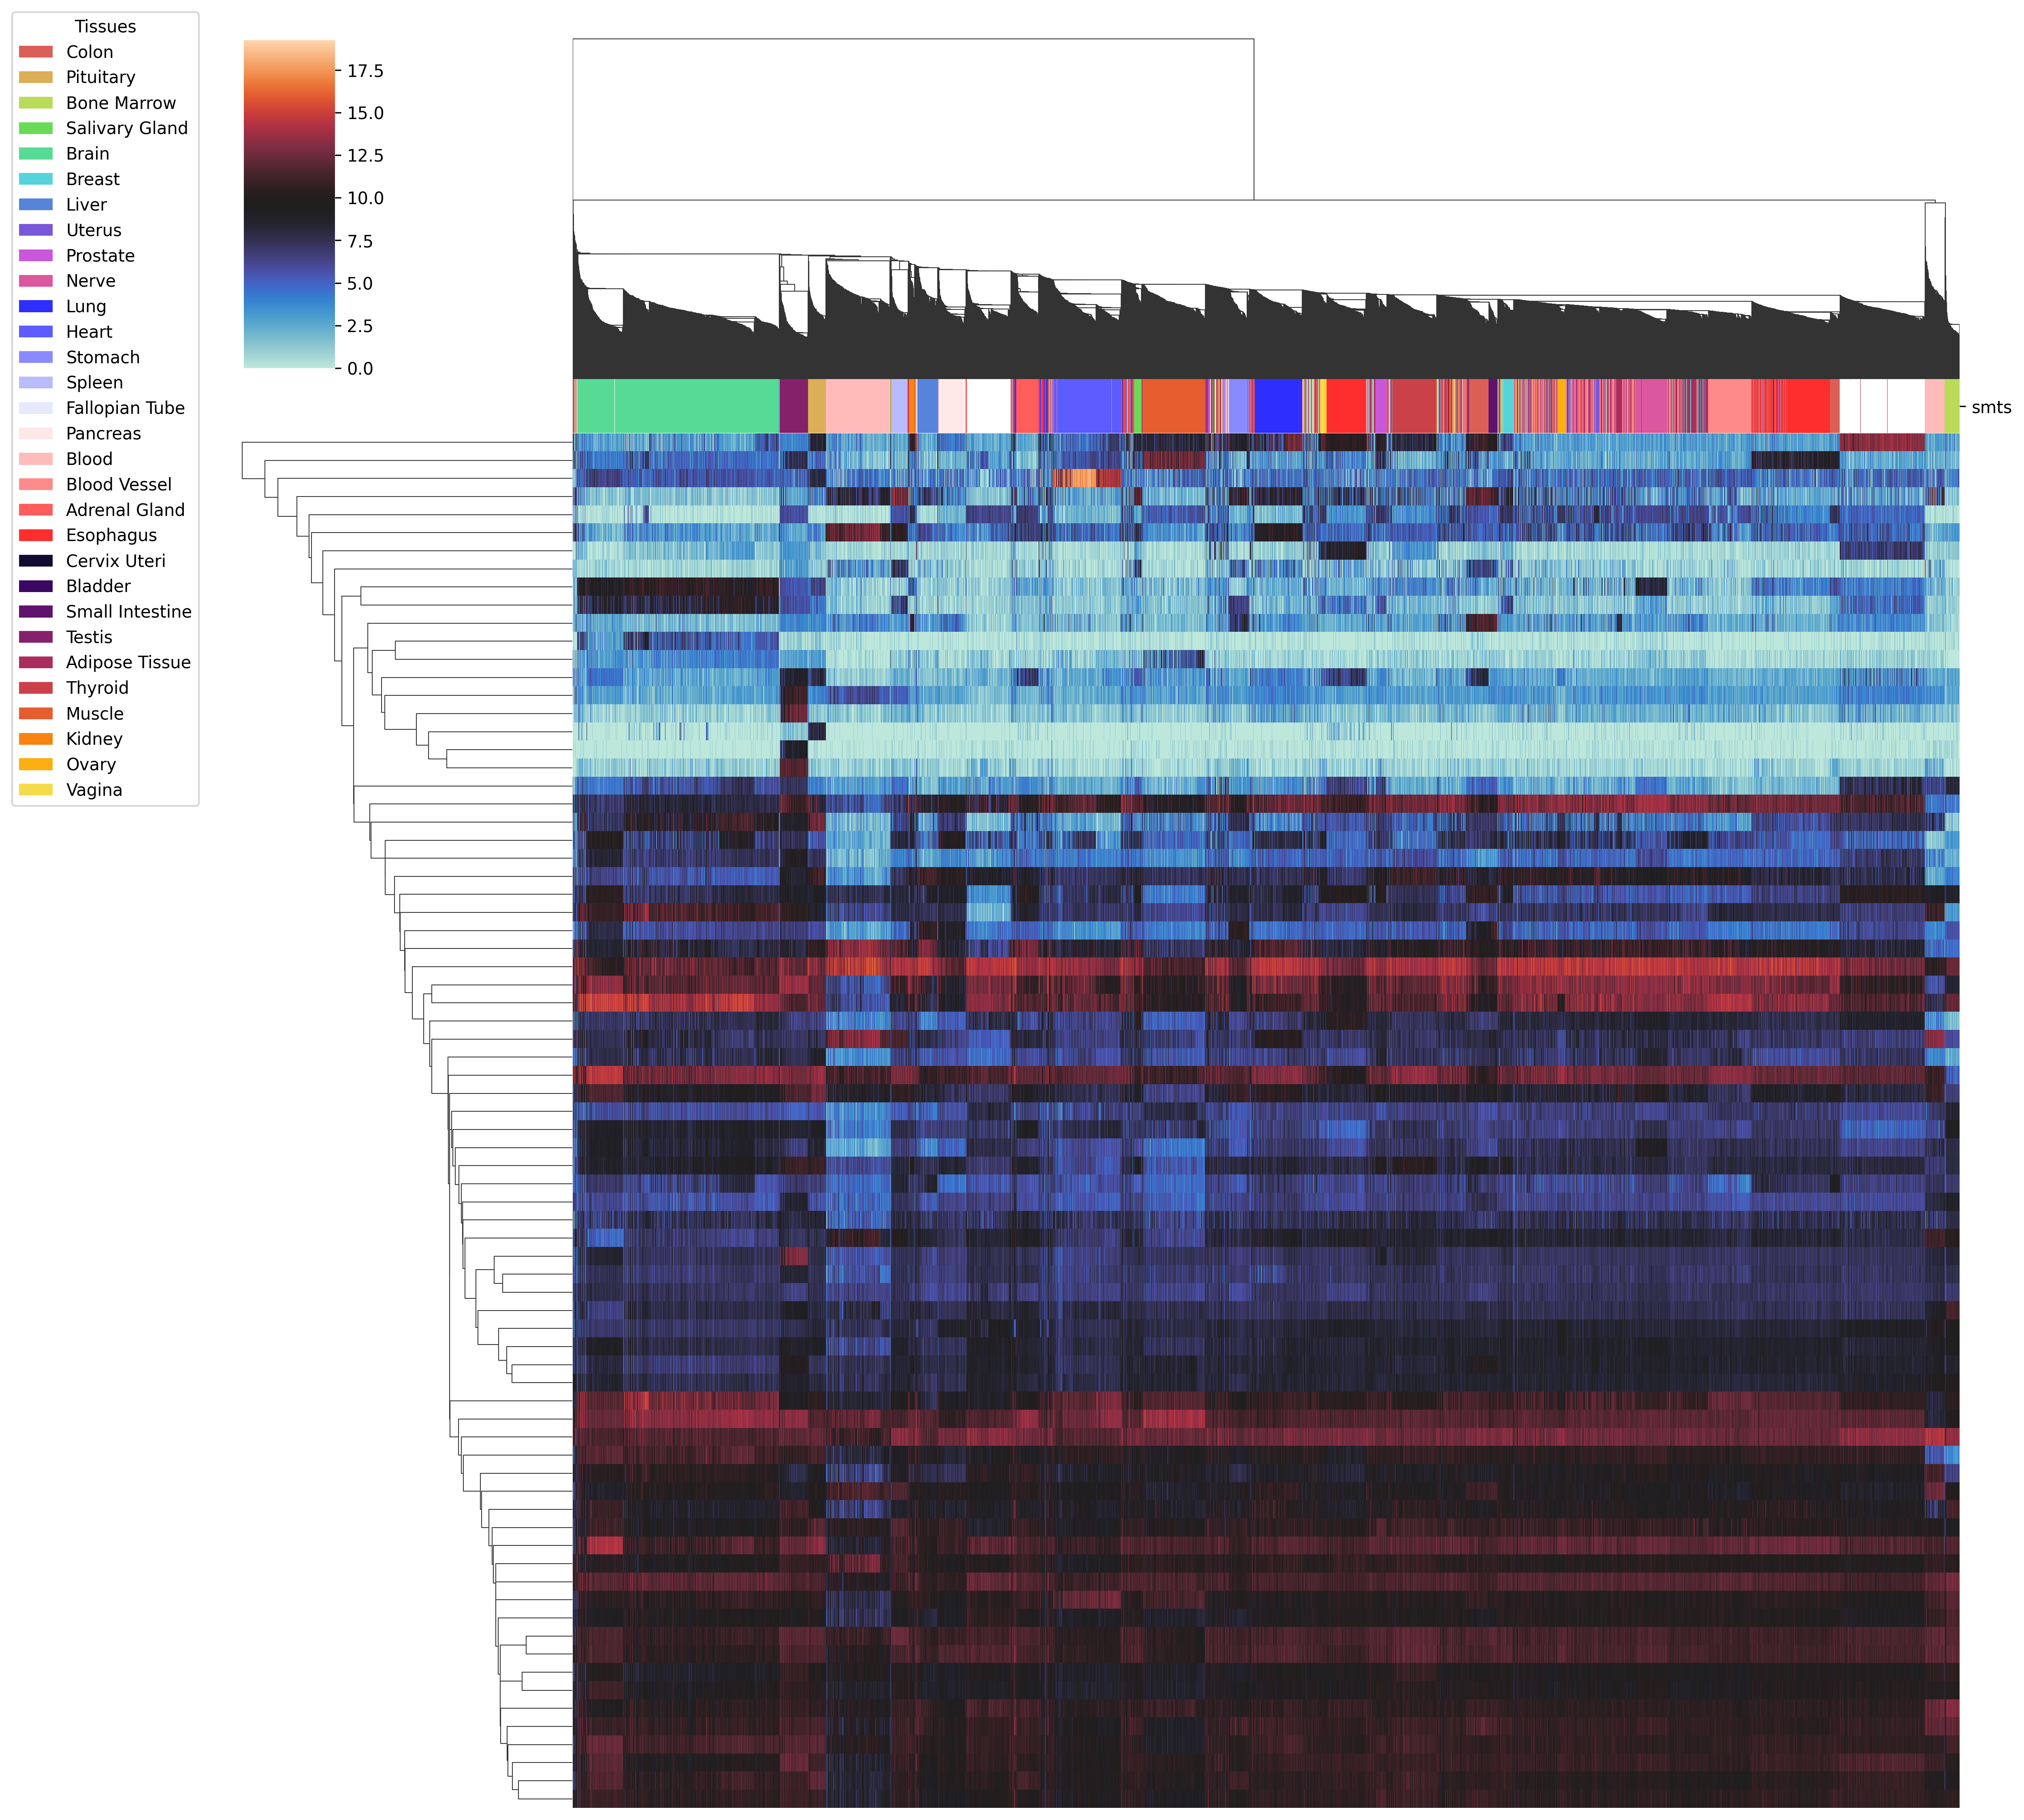 Tissues
Colon
Pituitary
Bone Marrow
Salivary Gland
Brain
Breast
Liver
Uterus
Prostate
Nerve
Lung
Heart
Stomach
Spleen
Fallopian Tube
Pancreas
Blood
Blood Vessel
Adrenal Gland
Esophagus
Cervix Uteri
Bladder
Small Intestine
Testis
Adipose Tissue
Thyroid
Muscle
Kidney
Ovary
Vagina
17.5
15.0
12.5
10.0
7.5
5.0
2.5
0.0
smts